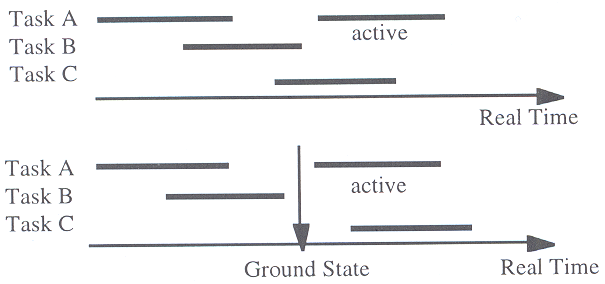 Task A
active
Task B
Task C
Real Time
Task A
active
Task B
Task C
Ground State Real Time